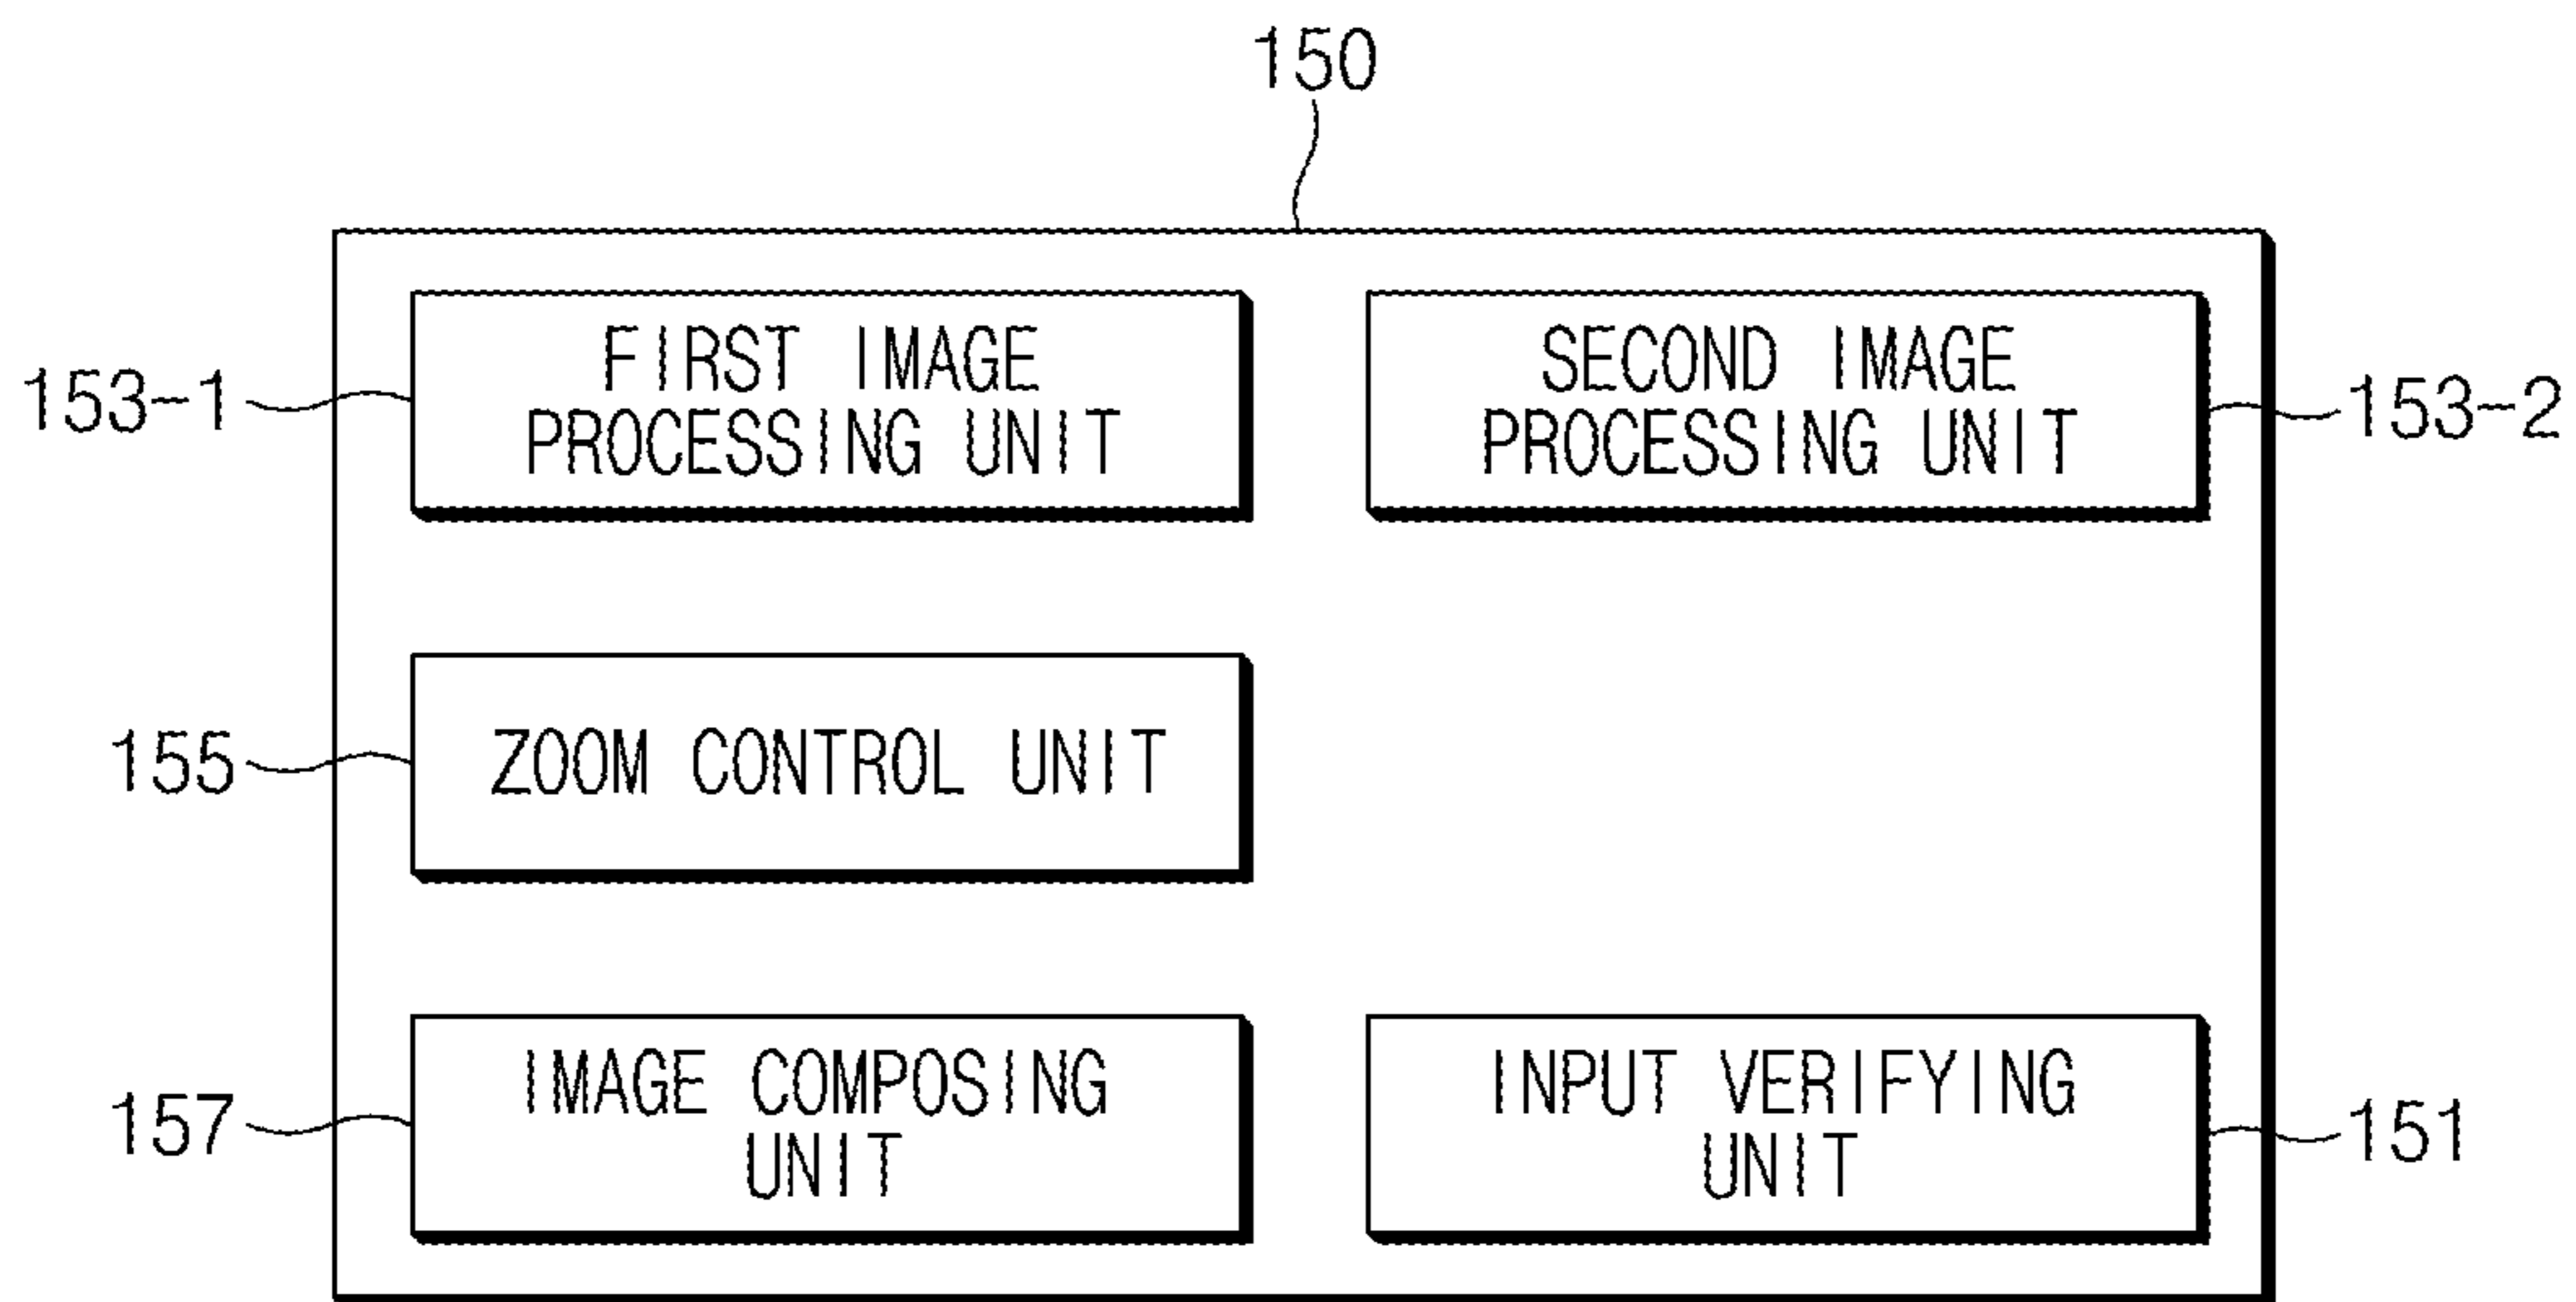 150
FIRST IMAGE
PROCESSING UNIT
153-1
SECOND IMAGE
PROCESSING UNIT
153-2
155
ZOOM CONTROL UNIT
157
IMAGE COMPOSING
UNIT
INPUT VERIFYING
UNIT
151